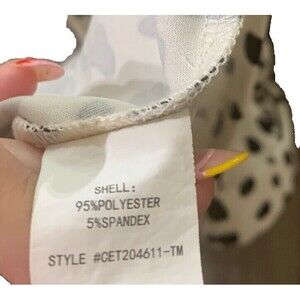 SHELL:
95%POLYESTER
5%SPANDEX
STYLE #CET204611-TM